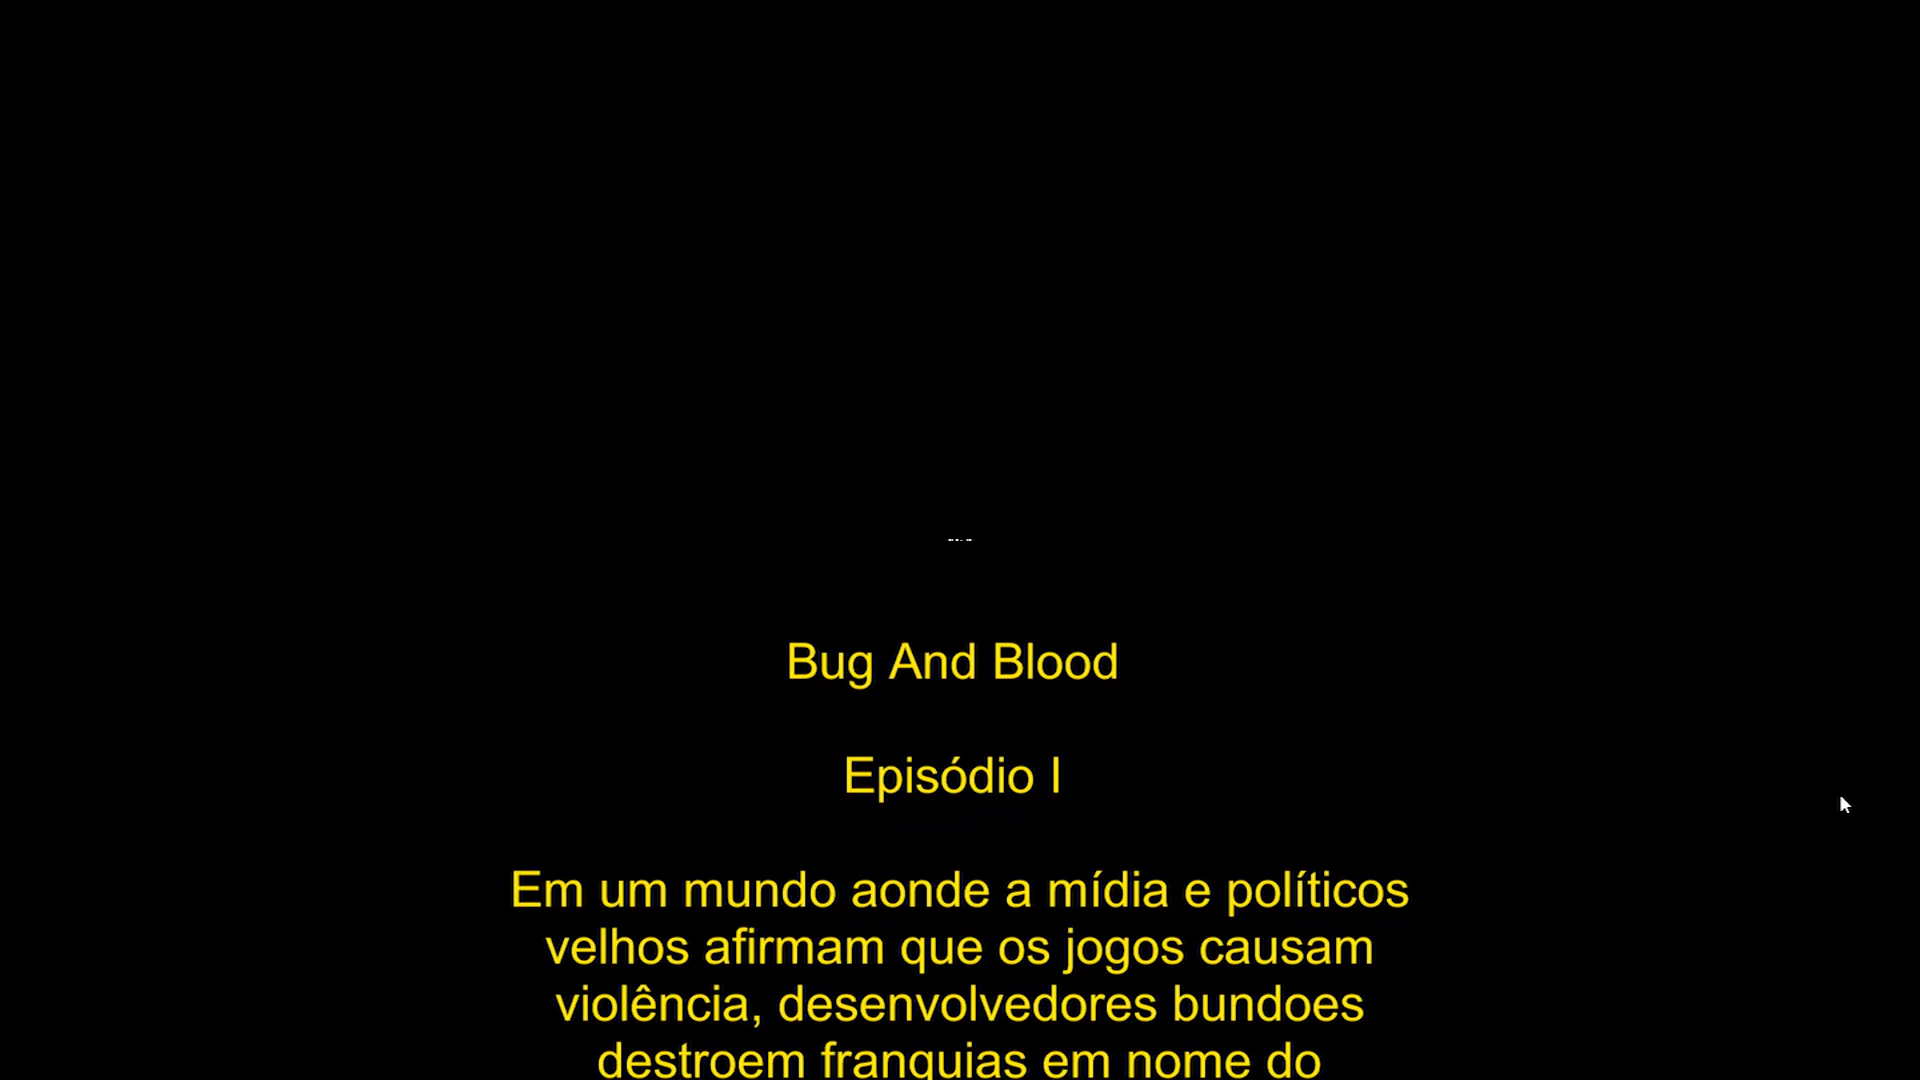 Bug And Blood
Episódio I
Em um mundo aonde a mídia e políticos
velhos afirmam que os jogos causam
violência, desenvolvedores bundoes
destroem franquias em nome do